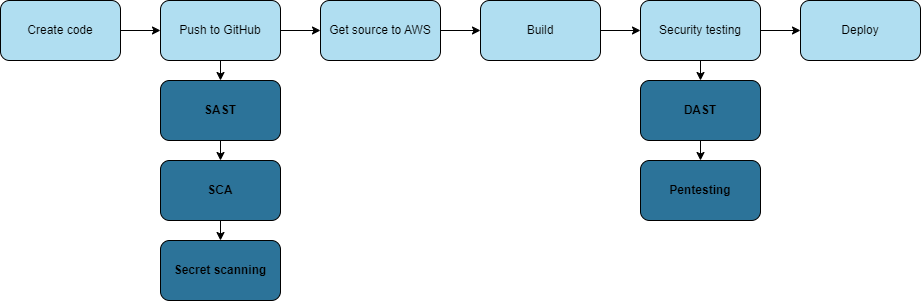 Create code
Push to GitHub
Get source to AWS
Build
Security testing
Deploy
SAST
DAST
SCA
Pentesting
Secret scanning